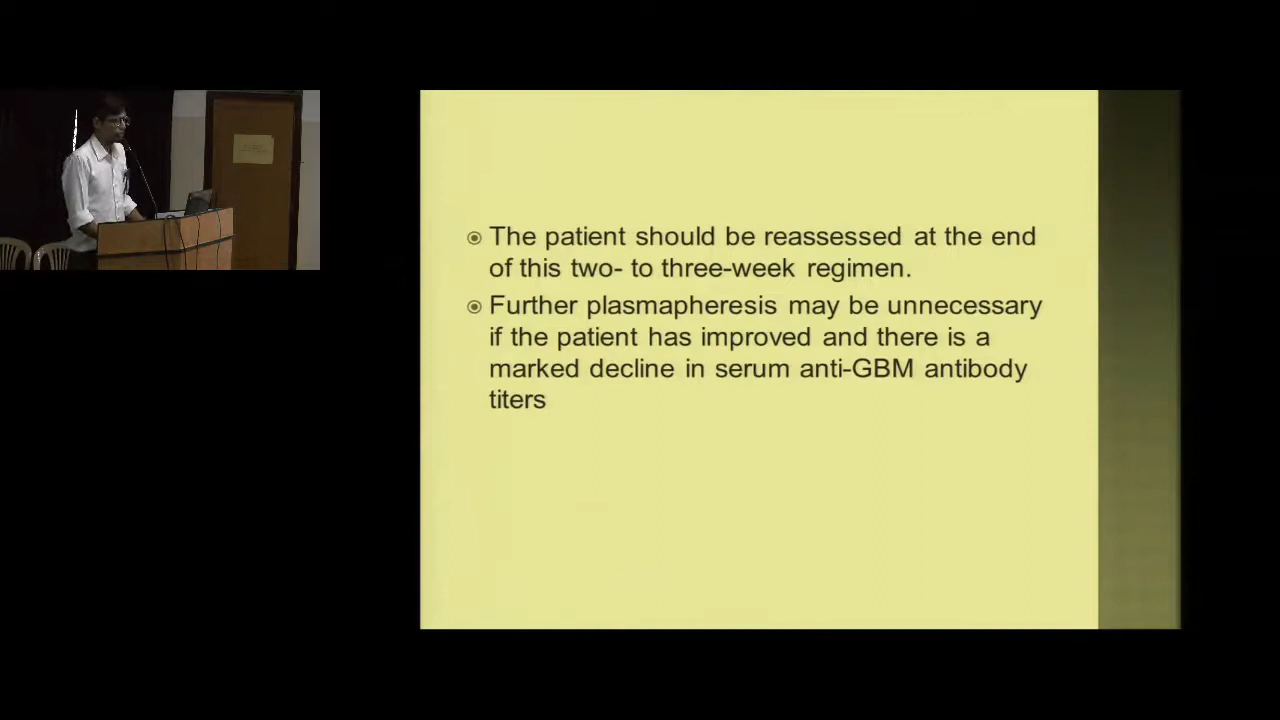 The patient should be reassessed at the end
of this two- to three-week regimen.
Further plasmapheresis may be unnecessary
if the patient has improved and there is a
marked decline in serum anti-GBM antibody
titers